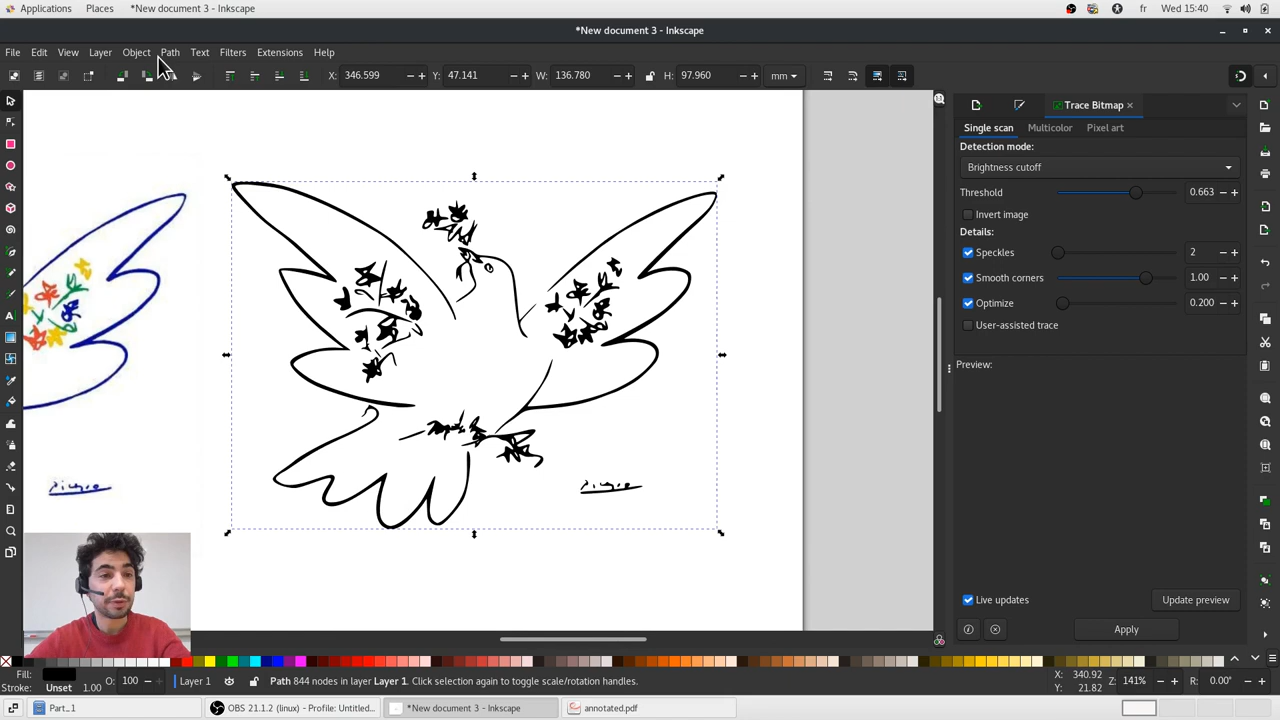 Applications Places *New document 3 - Inkscape fr Wed 15:40
*New document 3 - Inkscape
File Edit View Layer Object Path Text Filters Extensions Help
X: 346.599 Y: 47.141 W: 136.780 H: 97.960 mm
Trace Bitmap
Single scan Multicolor Pixel art
Detection mode:
Brightness cutoff
Threshold 0.663
Invert image
Details:
Speckles 2
Smooth corners 1.00
Optimize 0.200
User-assisted trace
Preview:
Picasso Picasso
Live updates Update preview
Apply
Fill:
Stroke: Unset 1.00 O: 100 Layer 1 Path 844 nodes in layer Layer 1. Click selection again to toggle scale/rotation handles. X: 340.92 Y: 21.82 Z: 141% R: 0.00°
Part_1 OBS 21.1.2 (linux) - Profile: Untitled... *New document 3 - Inkscape annotated.pdf